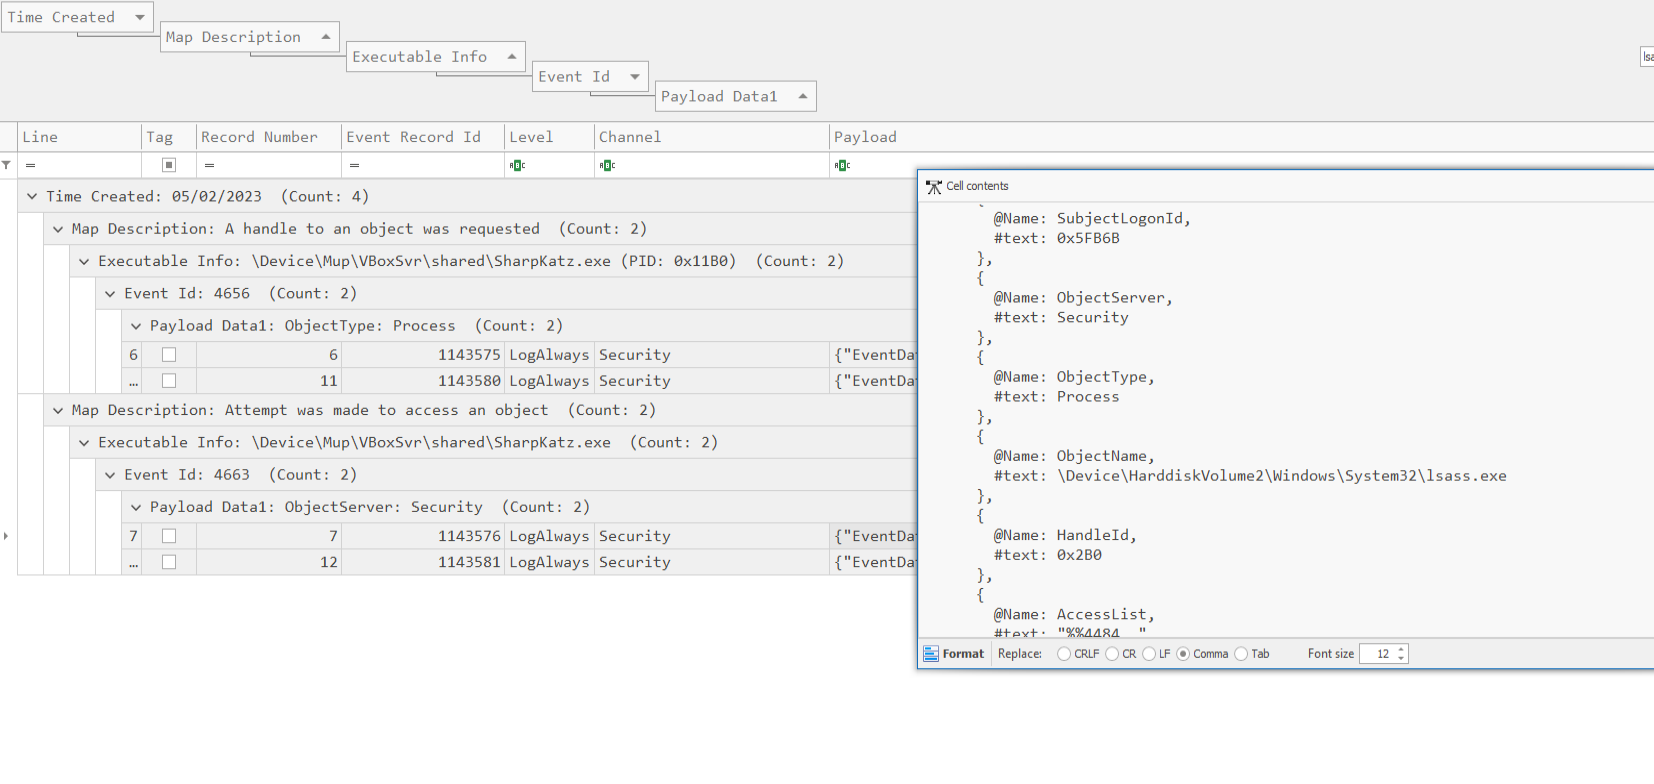 Time Created
Map Description
Executable Info
Event Id
Payload Data1
lsa
Line Tag Record Number Event Record Id Level Channel Payload
= = =
Time Created: 05/02/2023 (Count: 4)
Map Description: A handle to an object was requested (Count: 2)
Executable Info: \Device\Mup\VBoxSvr\shared\SharpKatz.exe (PID: 0x11B0) (Count: 2)
Event Id: 4656 (Count: 2)
Payload Data1: ObjectType: Process (Count: 2)
6 6 1143575 LogAlways Security {"EventDa
… 11 1143580 LogAlways Security {"EventDa
Map Description: Attempt was made to access an object (Count: 2)
Executable Info: \Device\Mup\VBoxSvr\shared\SharpKatz.exe (Count: 2)
Event Id: 4663 (Count: 2)
Payload Data1: ObjectServer: Security (Count: 2)
7 7 1143576 LogAlways Security {"EventDa
… 12 1143581 LogAlways Security {"EventDa
Cell contents
@Name: SubjectLogonId,
#text: 0x5FB6B
},
{
@Name: ObjectServer,
#text: Security
},
{
@Name: ObjectType,
#text: Process
},
{
@Name: ObjectName,
#text: \Device\HarddiskVolume2\Windows\System32\lsass.exe
},
{
@Name: HandleId,
#text: 0x2B0
},
{
@Name: AccessList,
#text: "%%4484 "
Format Replace: CRLF CR LF Comma Tab Font size 12